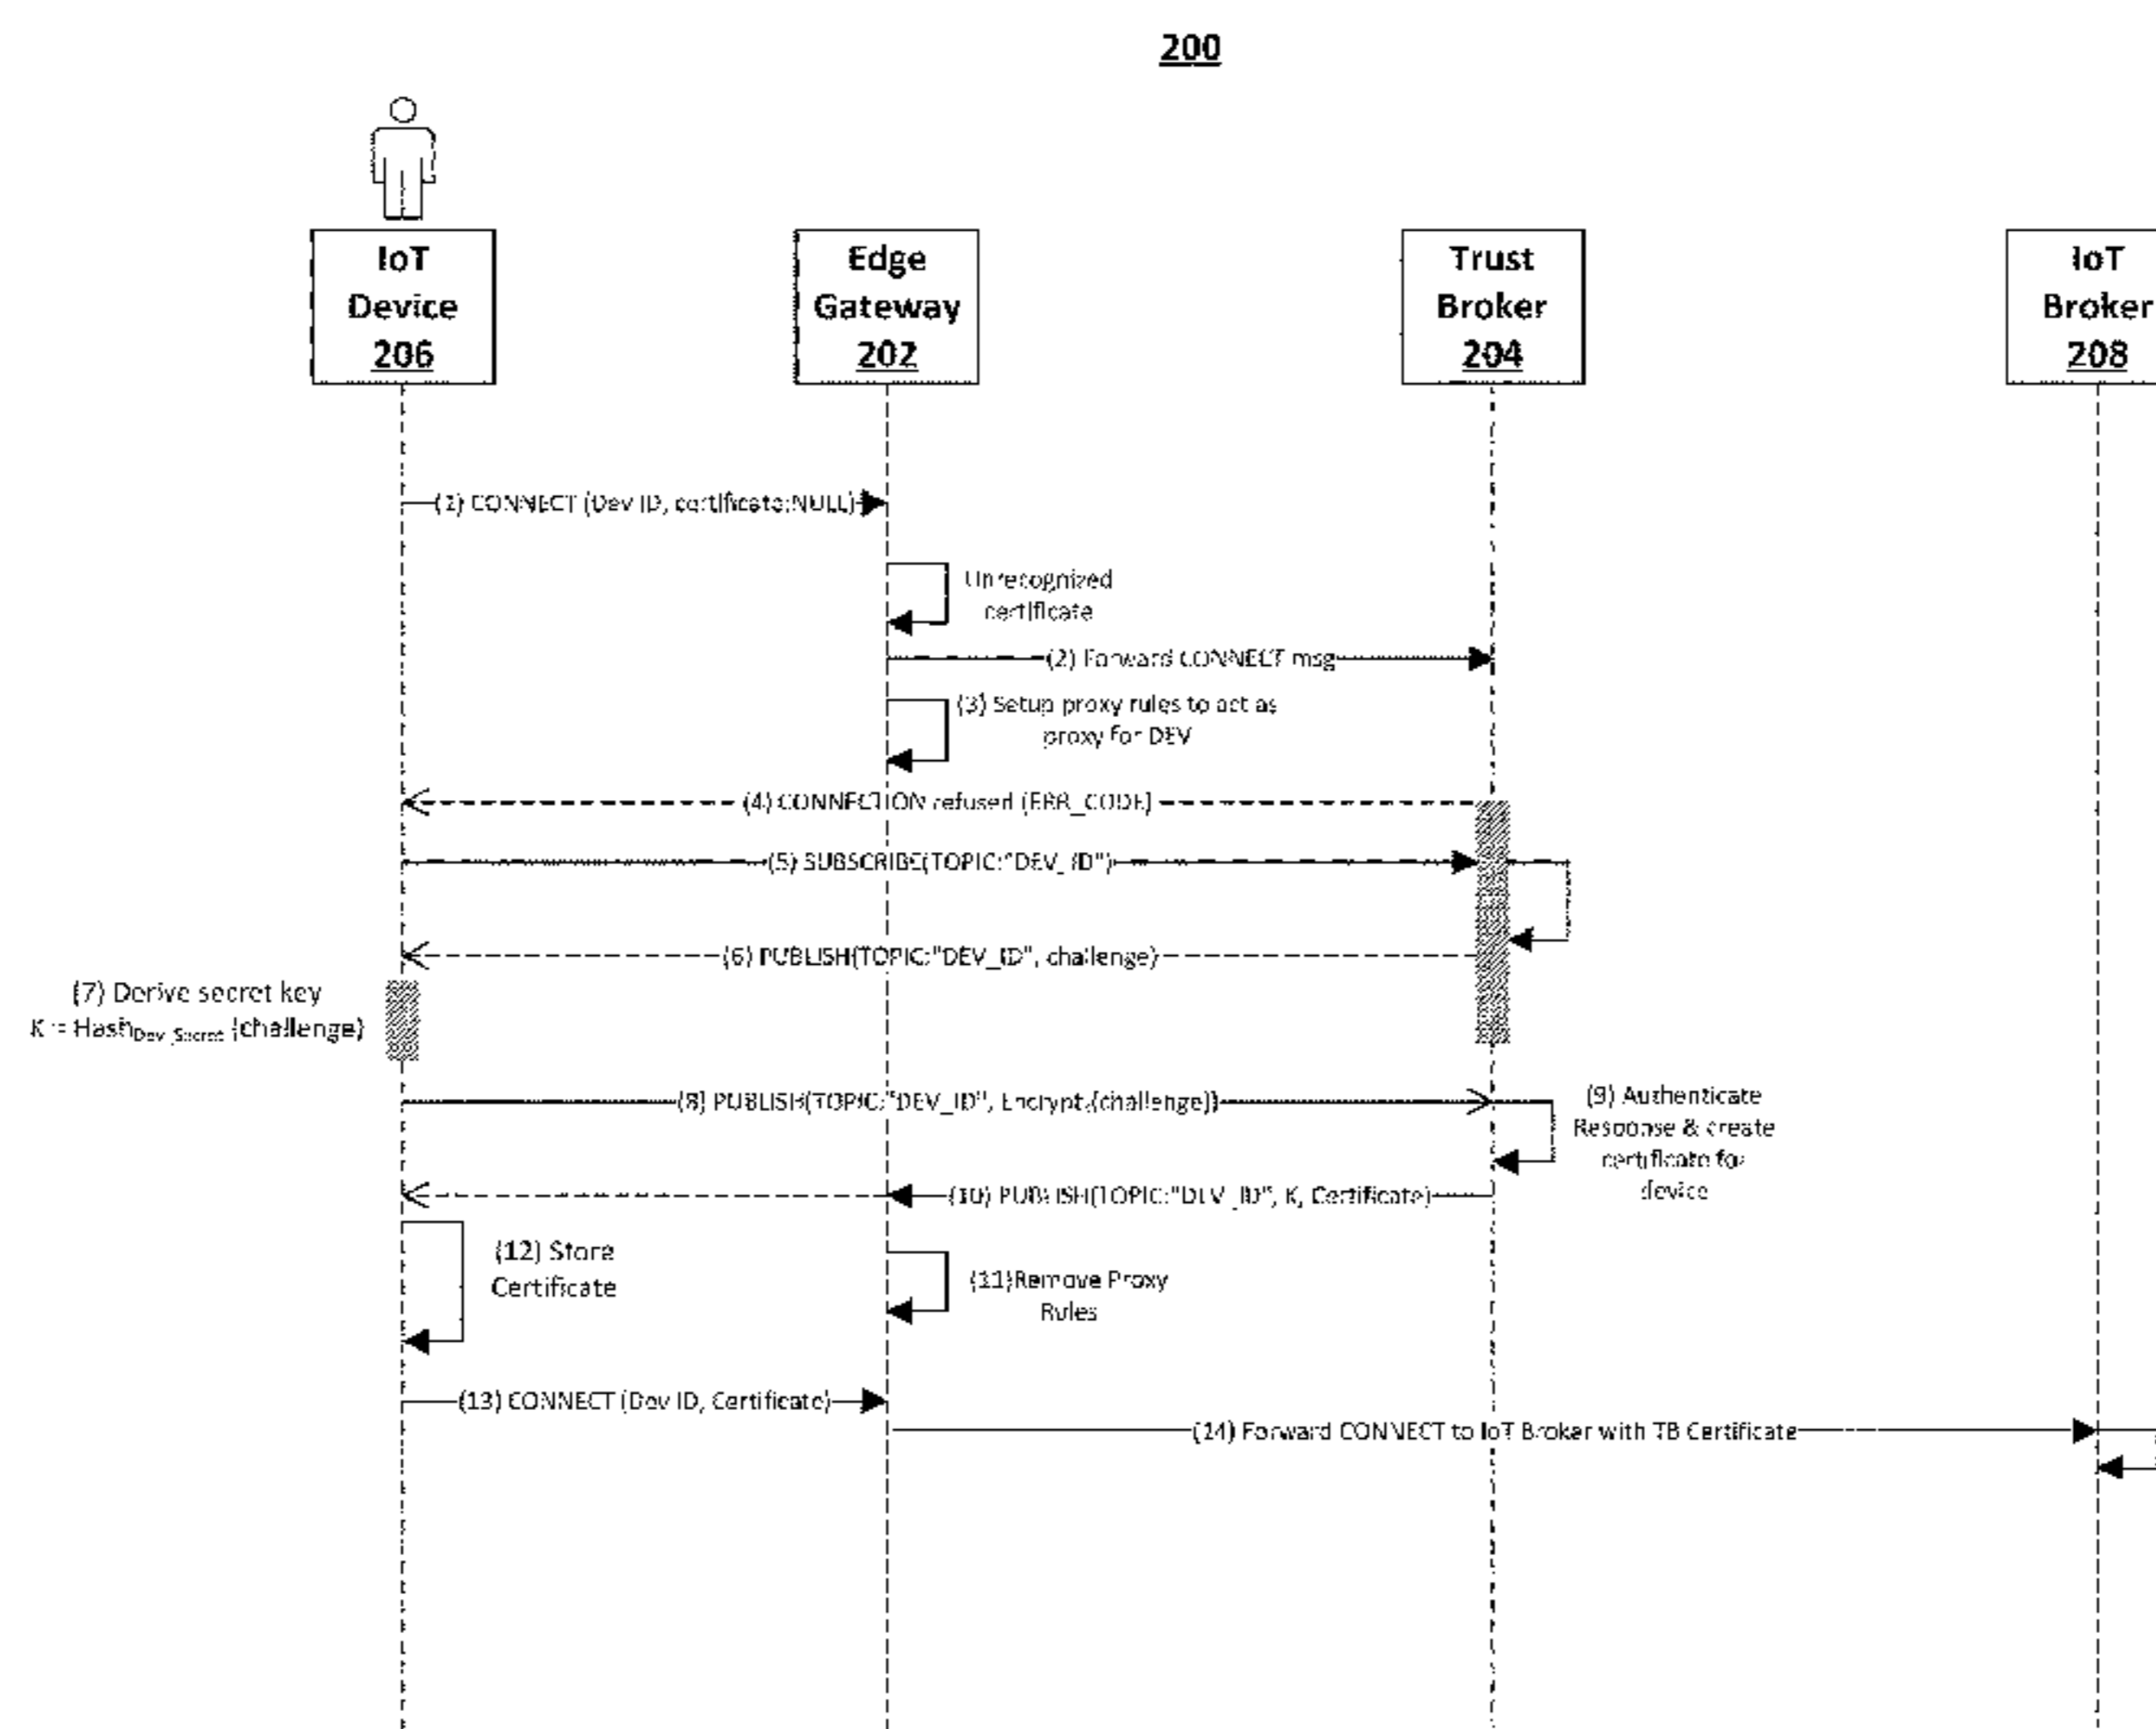 200
IoT
Device
206
Edge
Gateway
202
Trust
Broker
204
IoT
Broker
208
CONNECT (Dev ID, certificate:NULL)
Unrecognized
certificate
(2) Forward CONNECT msg
(3) Setup proxy rules to act as
proxy for DEV
(4) CONNECTION refused (ERR_CODE)
(5) SUBSCRIBE(TOPIC:"DEV_ID")
(6) PUBLISH(TOPIC:"DEV_ID", challenge)
(7) Derive secret key
K = Hash Dev_Secret (challenge)
(8) PUBLISH(TOPIC:"DEV_ID", (challenge))
(9) Authenticate
Response & create
certificate for
device
(10) PUBLISH(TOPIC:"DEV_ID", K, Certificate)
(12) Store
Certificate
(11)Remove Proxy
Rules
(13) CONNECT (Dev ID, Certificate)
(14) Forward CONNECT to IoT Broker with TB Certificate